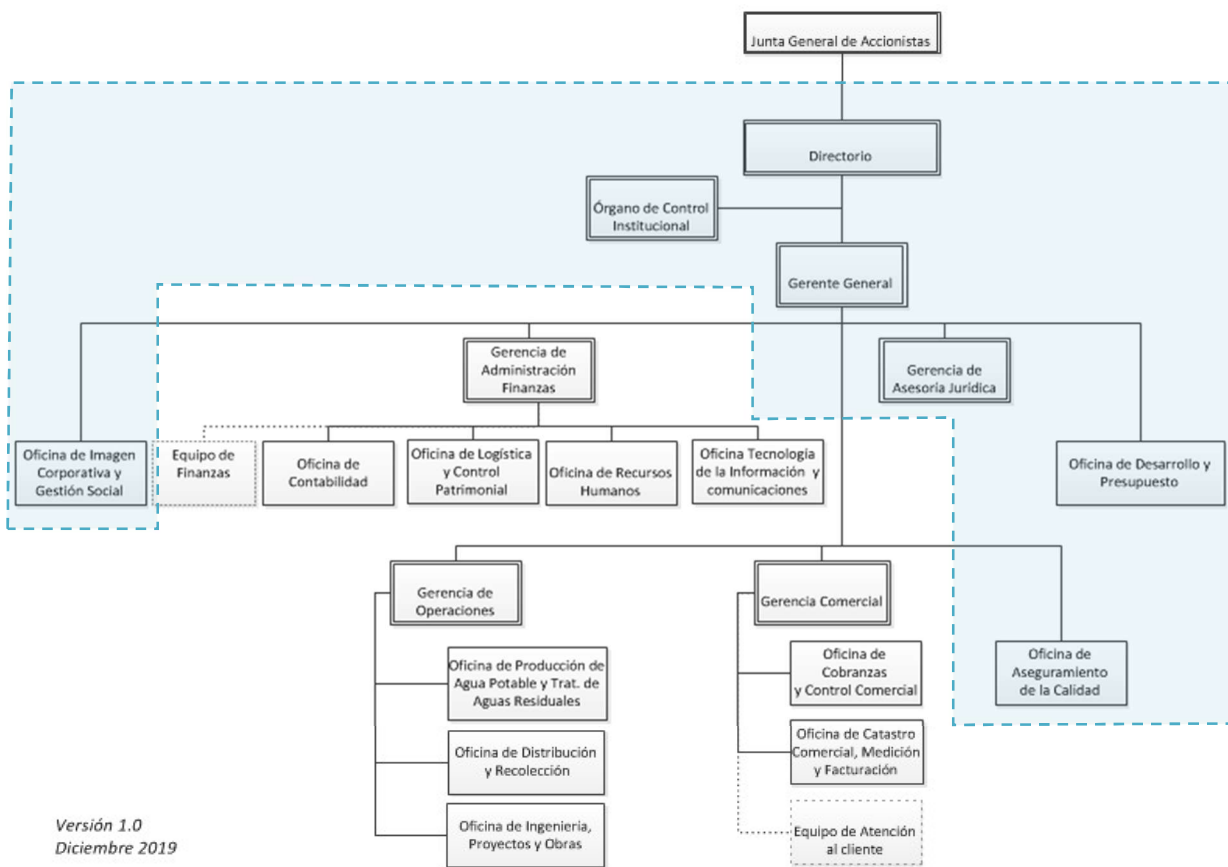 Junta General de Accionistas
Directorio
Órgano de Control
Institucional
Gerente General
Gerencia de
Administración
Finanzas
Gerencia de
Asesoría Jurídica
Oficina de Imagen
Corporativa y
Gestión Social
Equipo de
Finanzas
Oficina de
Contabilidad
Oficina de Logística
y Control
Patrimonial
Oficina de Recursos
Humanos
Oficina Tecnología
de la Información y
comunicaciones
Oficina de Desarrollo y
Presupuesto
Gerencia de
Operaciones
Gerencia Comercial
Oficina de Producción de
Agua Potable y Trat. de
Aguas Residuales
Oficina de
Cobranzas
y Control Comercial
Oficina de
Aseguramiento
de la Calidad
Oficina de Distribución
y Recolección
Oficina de Catastro
Comercial, Medición
y Facturación
Oficina de Ingeniería,
Proyectos y Obras
Equipo de Atención
al cliente
Versión 1.0
Diciembre 2019